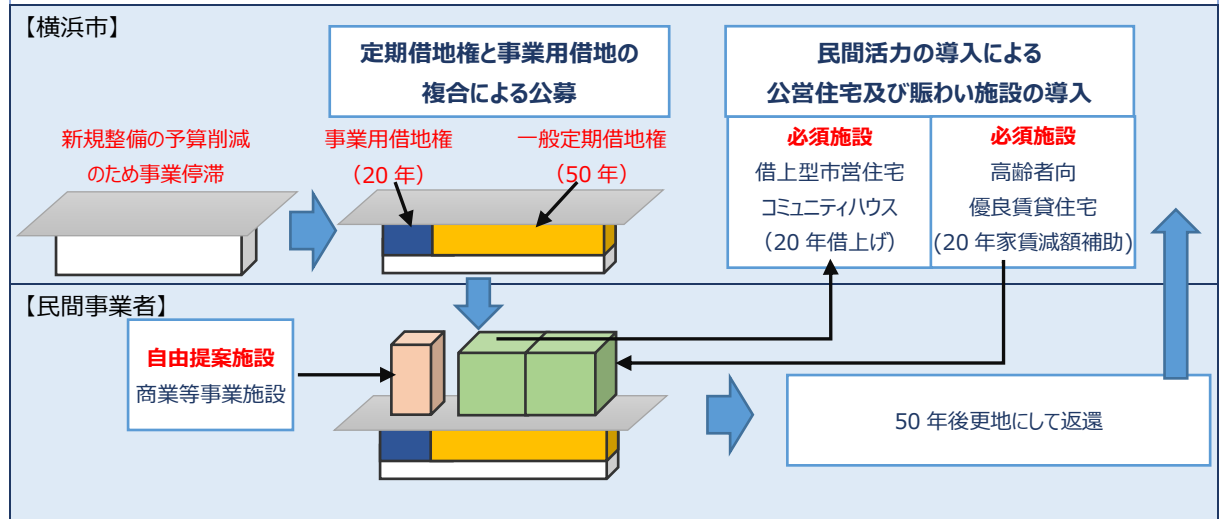 【横浜市】
定期借地権と事業用借地の
複合による公募
民間活力の導入による
公営住宅及び賑わい施設の導入
新規整備の予算削減
のため事業停滞
事業用借地権
（20 年）
一般定期借地権
（50 年）
必須施設
借上型市営住宅
コミュニティハウス
（20 年借上げ）
必須施設
高齢者向
優良賃貸住宅
(20 年家賃減額補助)
【民間事業者】
自由提案施設
商業等事業施設
50 年後更地にして返還